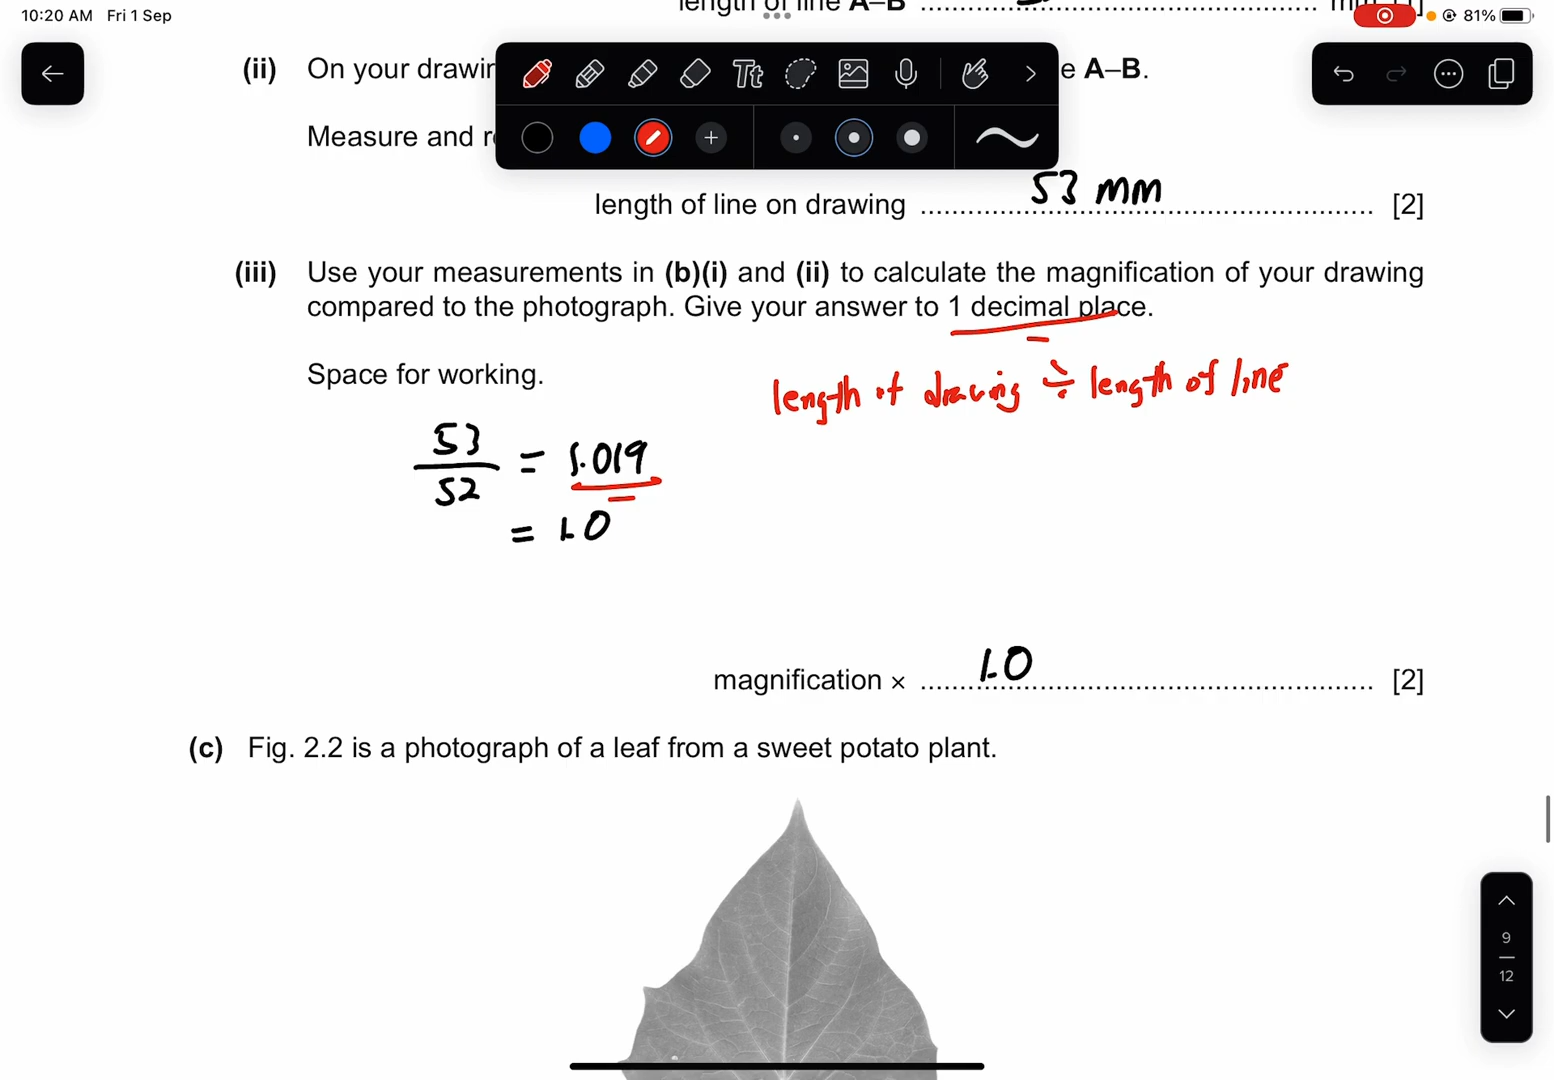 10:20 AM Fri 1 Sep
81%
length of line A–B
(ii) On your drawin
e A–B.
Measure and r
Tt
53 mm
length of line on drawing [2]
(iii) Use your measurements in (b)(i) and (ii) to calculate the magnification of your drawing
compared to the photograph. Give your answer to 1 decimal place.
Space for working.
length of drawing ÷ length of line
53
52
= 1.019
= 1.0
1.0
magnification × [2]
(c) Fig. 2.2 is a photograph of a leaf from a sweet potato plant.
9
12